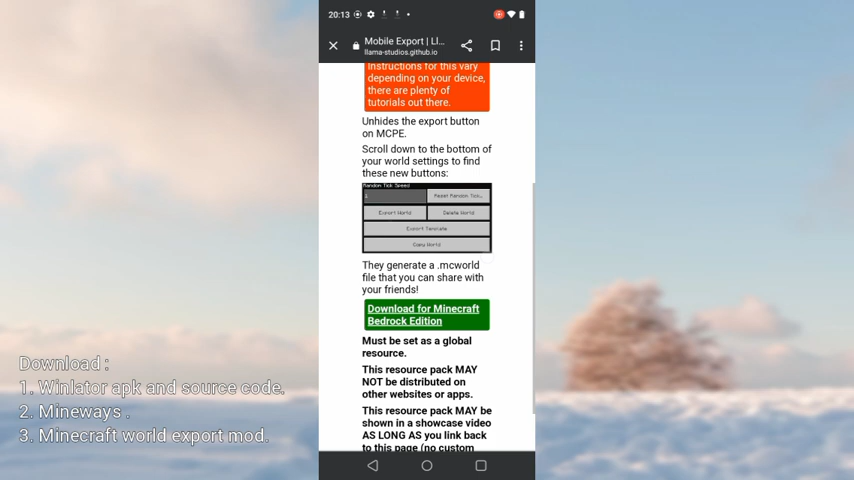 20:13
Mobile Export | Ll...
llama-studios.github.io
Instructions for this vary
depending on your device,
there are plenty of
tutorials out there.
Unhides the export button
on MCPE.
Scroll down to the bottom of
your world settings to find
these new buttons:
Random Tick Speed
1 Reset Random Tick...
Export World Delete World
Export Template
Copy World
They generate a .mcworld
file that you can share with
your friends!
Download for Minecraft
Bedrock Edition
Must be set as a global
resource.
This resource pack MAY
NOT be distributed on
other websites or apps.
This resource pack MAY be
shown in a showcase video
AS LONG AS you link back
to this page (no custom
Download :
1. Winlator apk and source code.
2. Mineways .
3. Minecraft world export mod.